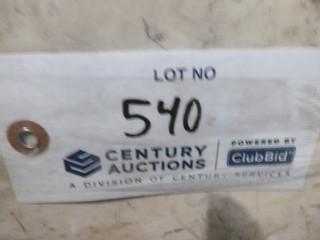 LOT NO
540
CENTURY AUCTIONS
POWERED BY
ClubBid
A DIVISION OF CENTURY SERVICES